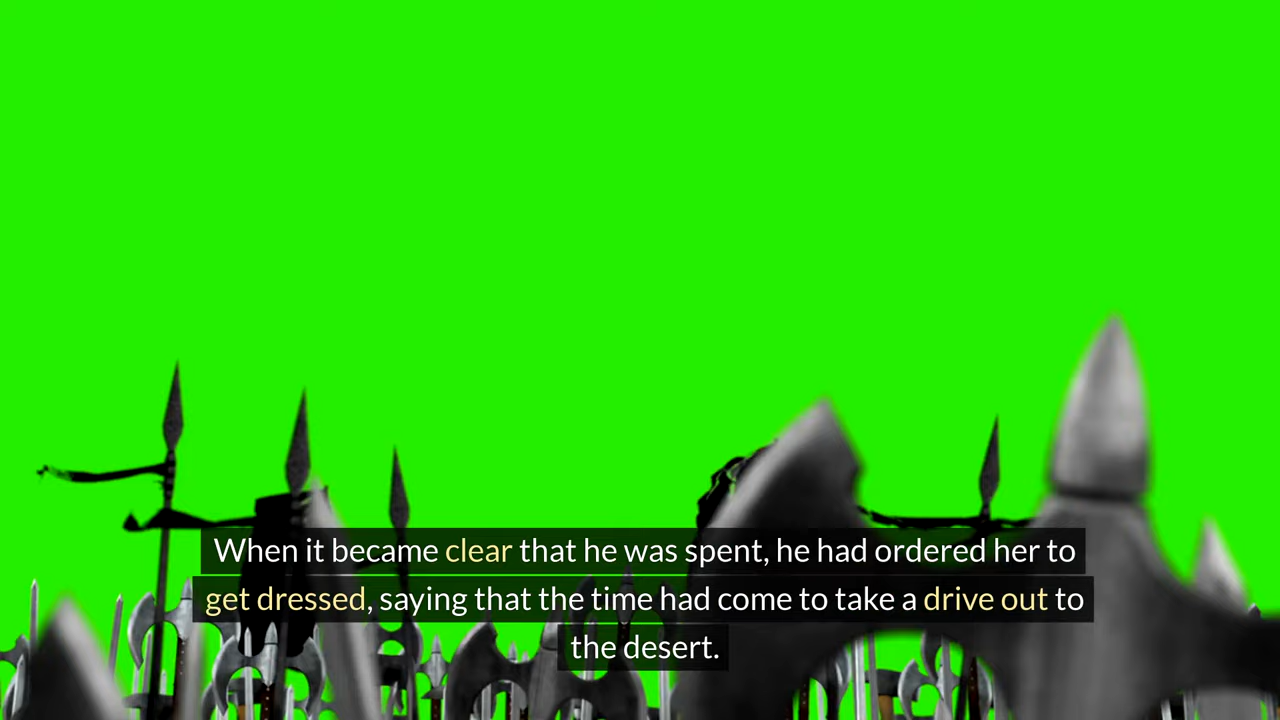 When it became clear that he was spent, he had ordered her to
get dressed, saying that the time had come to take a drive out to
the desert.